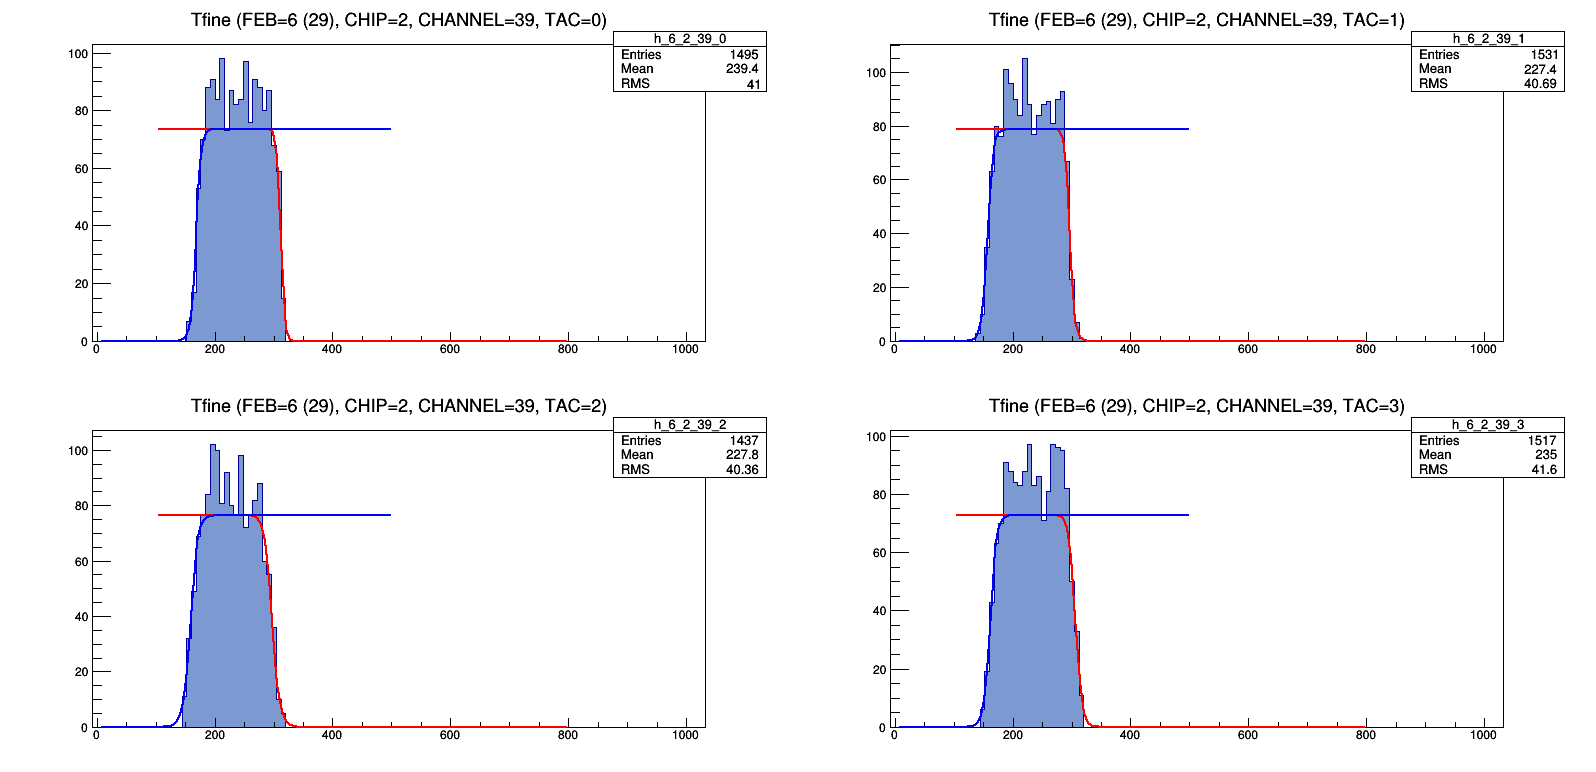 Tfine (FEB=6 (29), CHIP=2, CHANNEL=39, TAC=0)
h_6_2_39_0
Entries 1495
Mean 239.4
RMS 41
100
80
60
40
20
0
0 200 400 600 800 1000
Tfine (FEB=6 (29), CHIP=2, CHANNEL=39, TAC=1)
h_6_2_39_1
Entries 1531
Mean 227.4
RMS 40.69
100
80
60
40
20
0
0 200 400 600 800 1000
Tfine (FEB=6 (29), CHIP=2, CHANNEL=39, TAC=2)
h_6_2_39_2
Entries 1437
Mean 227.8
RMS 40.36
100
80
60
40
20
0
0 200 400 600 800 1000
Tfine (FEB=6 (29), CHIP=2, CHANNEL=39, TAC=3)
h_6_2_39_3
Entries 1517
Mean 235
RMS 41.6
100
80
60
40
20
0
0 200 400 600 800 1000